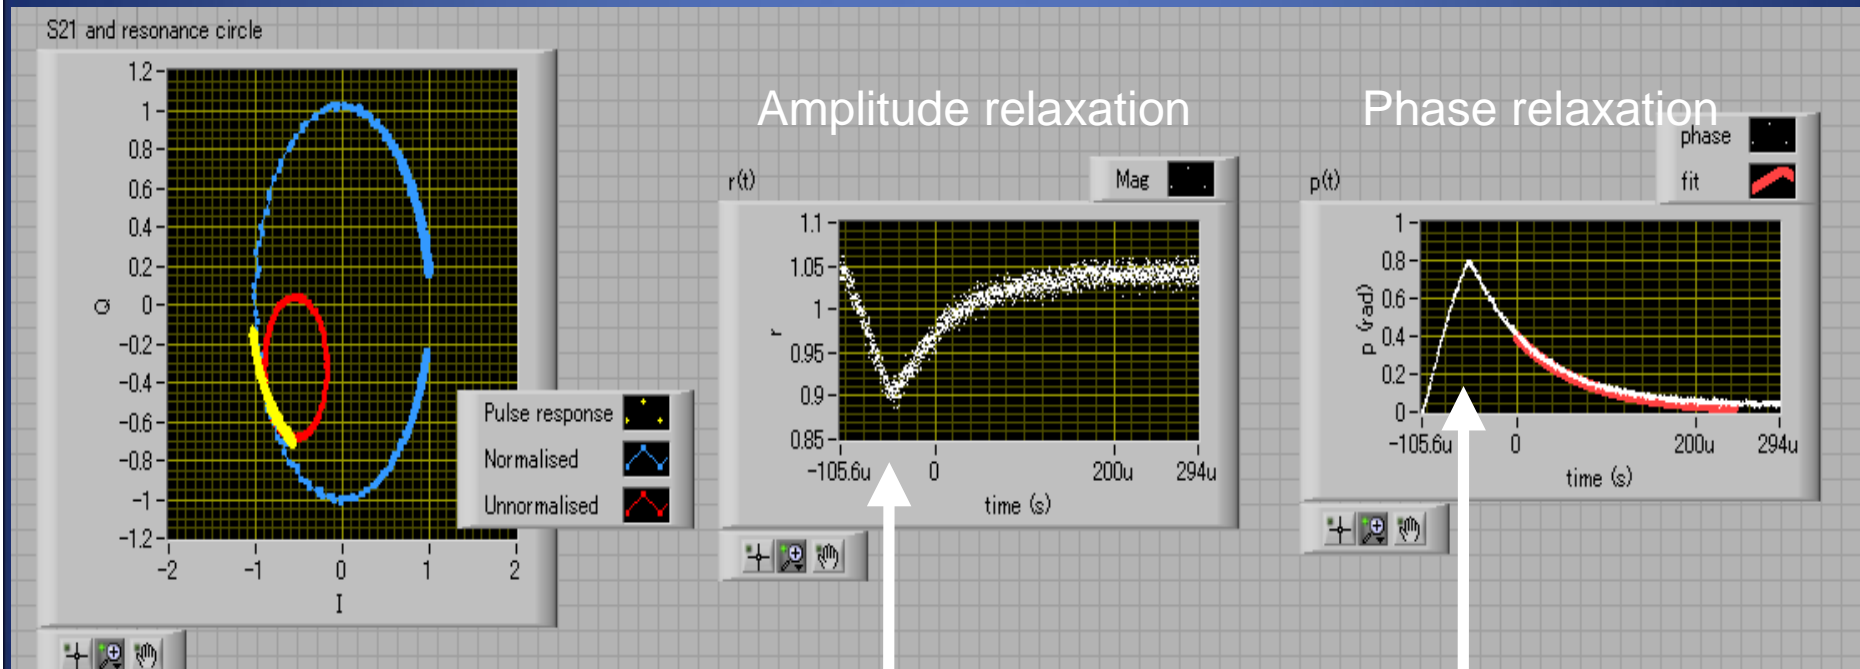 S21 and resonance circle
1.2
1
0.8
0.6
0.4
0.2
0
-0.2
-0.4
-0.6
-0.8
-1
-1.2
Q
-2 -1 0 1 2
I
Pulse response
Normalised
Unnormalised
Amplitude relaxation
r(t)
Mag
1.1
1.05
1
0.95
0.9
0.85
r
-105.6u 0 200u 294u
time (s)
Phase relaxation
phase
fit
p(t)
1
0.8
0.6
0.4
0.2
0
p (rad)
-105.6u 0 200u 294u
time (s)